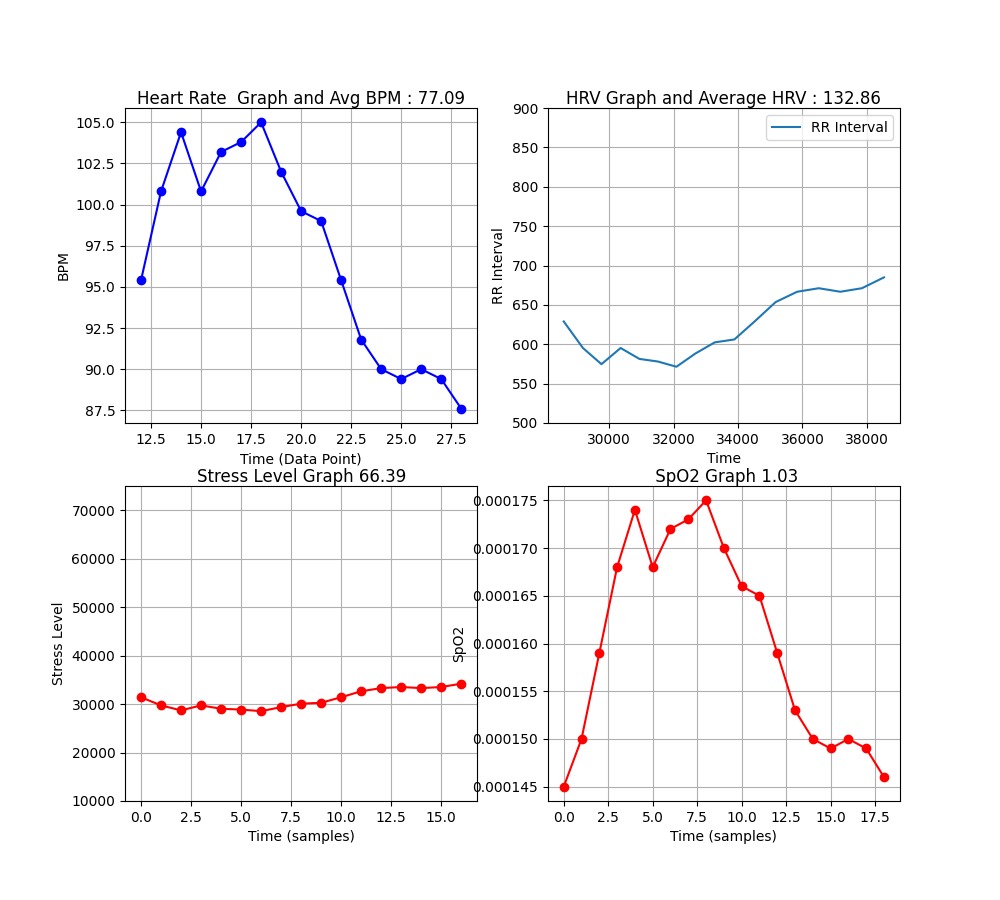 Heart Rate  Graph and Avg BPM : 77.09
105.0
102.5
100.0
97.5
95.0
92.5
90.0
87.5
BPM
12.5 15.0 17.5 20.0 22.5 25.0 27.5
Time (Data Point)
HRV Graph and Average HRV : 132.86
900
850
800
750
700
650
600
550
500
RR Interval
RR Interval
30000 32000 34000 36000 38000
Time
Stress Level Graph 66.39
70000
60000
50000
40000
30000
20000
10000
Stress Level
0.0 2.5 5.0 7.5 10.0 12.5 15.0
Time (samples)
SpO2 Graph 1.03
0.000175
0.000170
0.000165
0.000160
0.000155
0.000150
0.000145
SpO2
0.0 2.5 5.0 7.5 10.0 12.5 15.0 17.5
Time (samples)